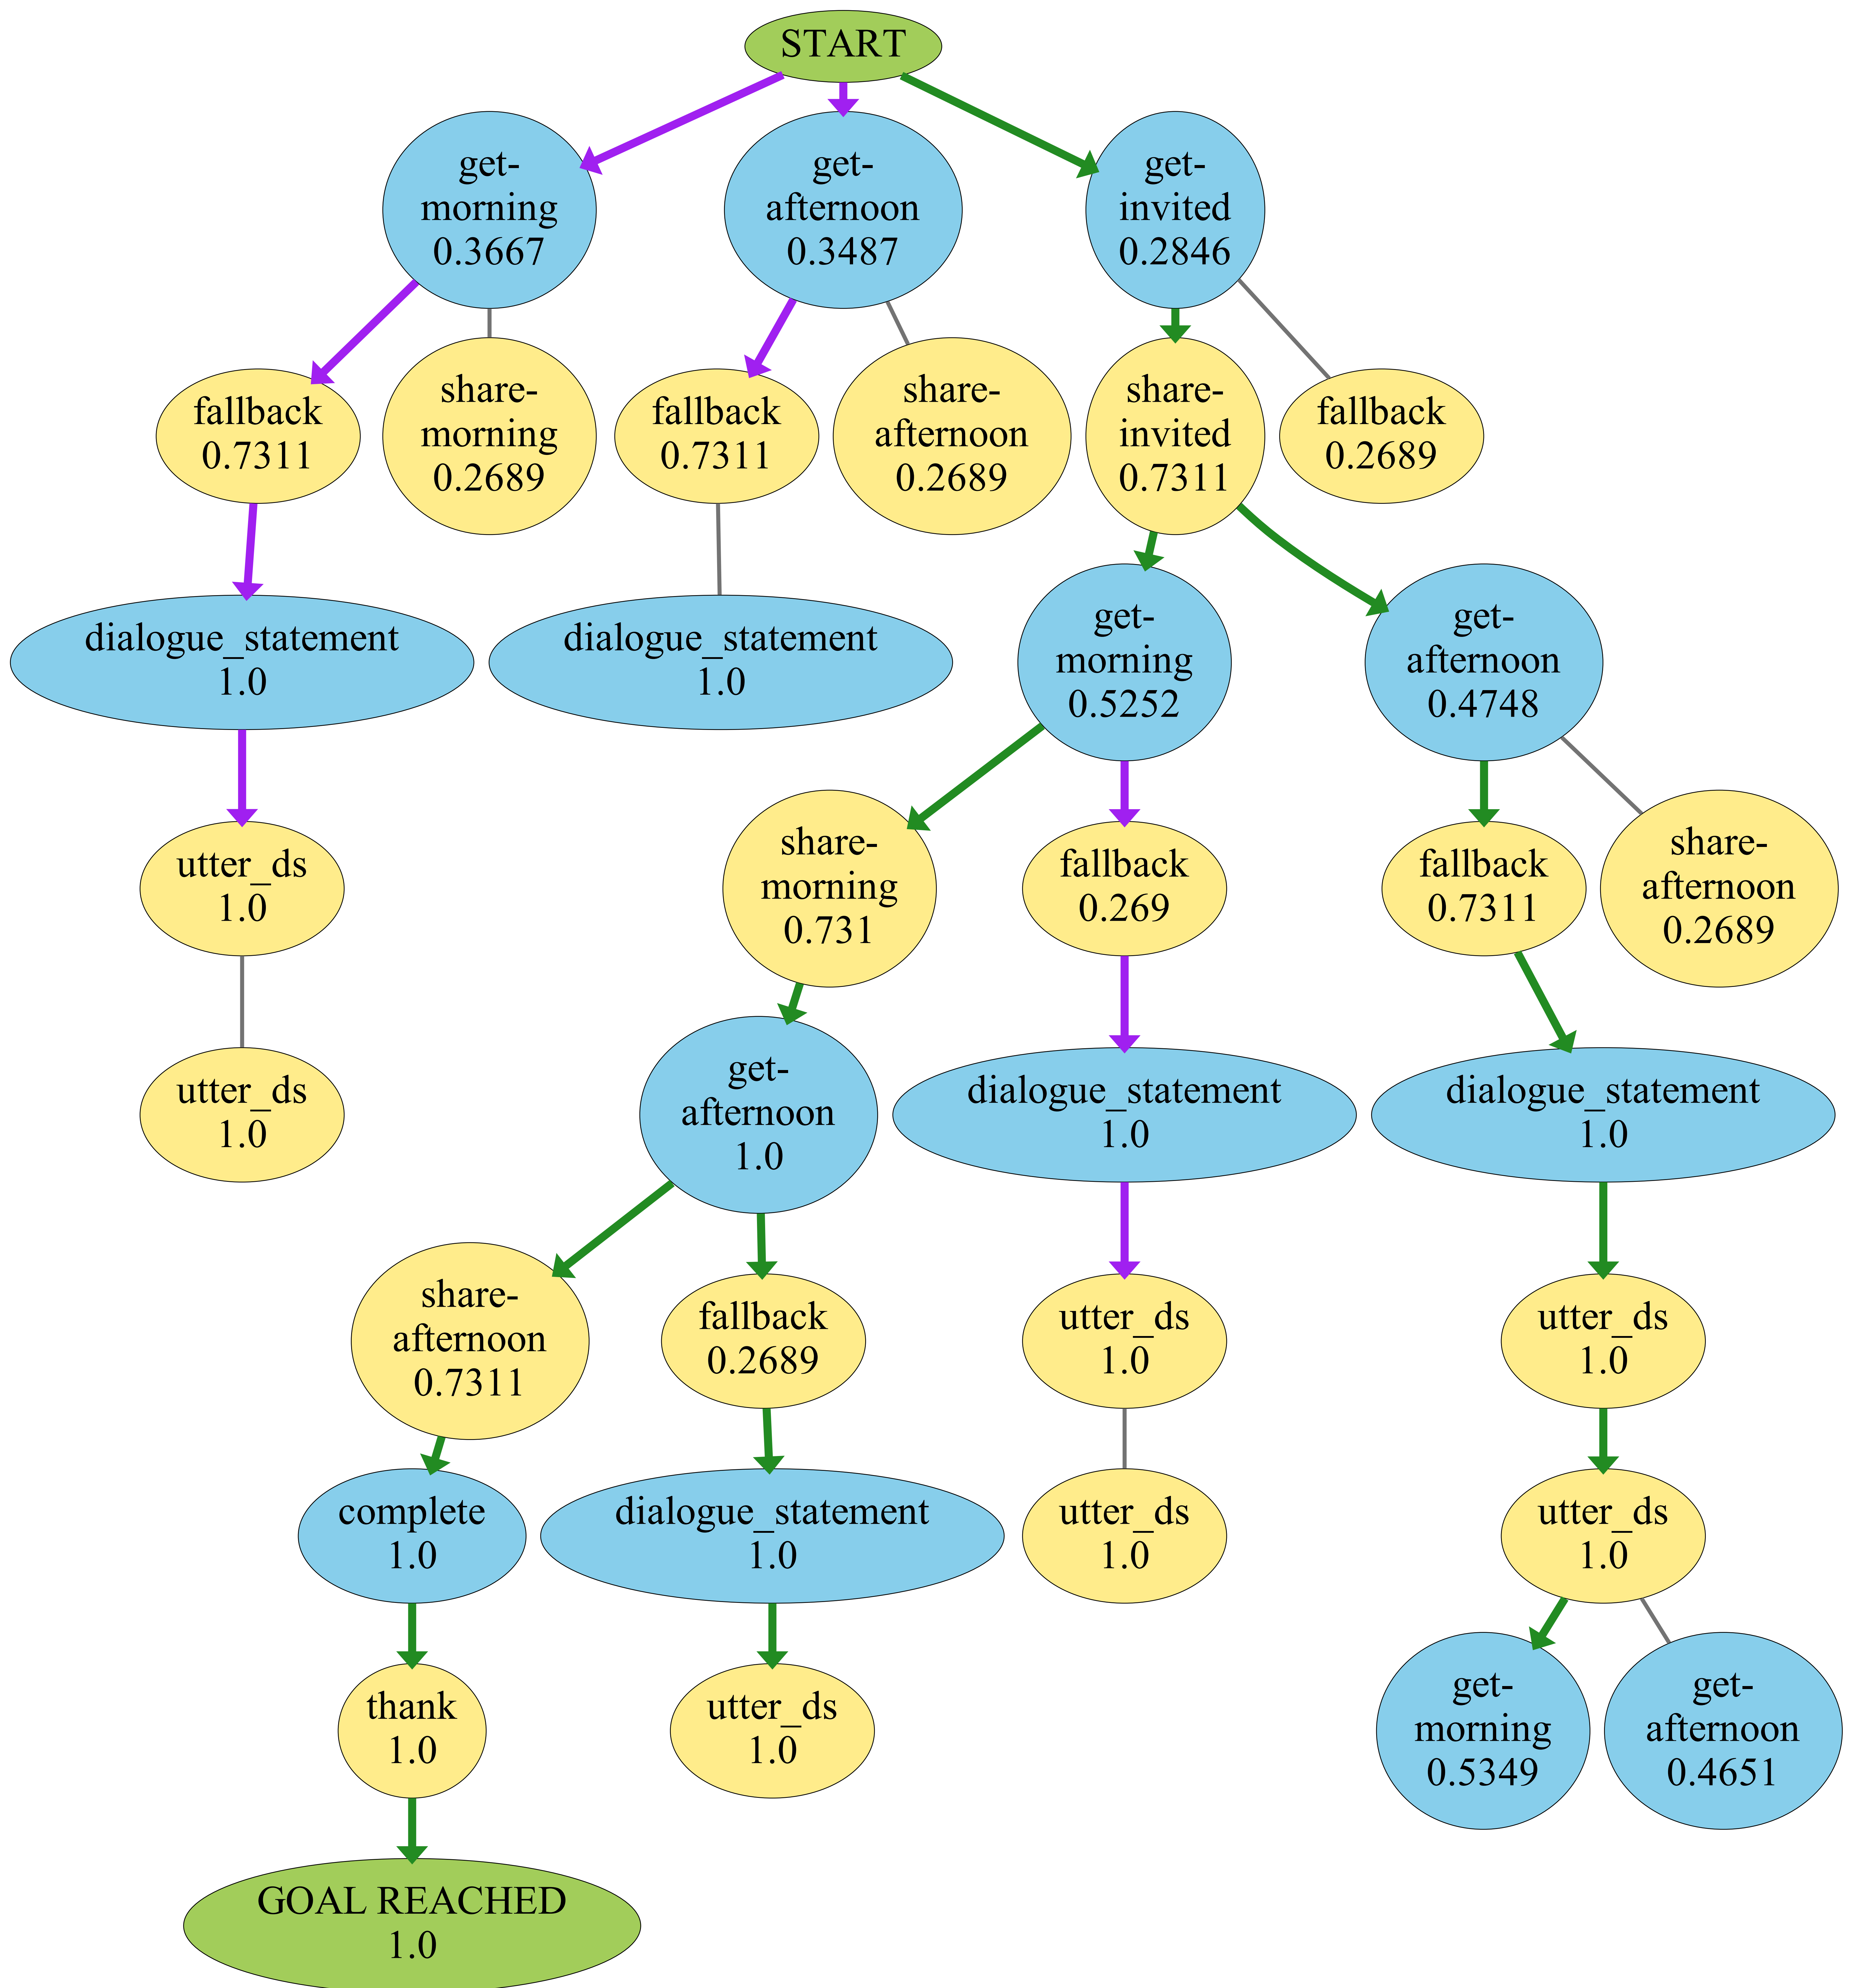 START
get-
morning
0.3667
get-
afternoon
0.3487
get-
invited
0.2846
fallback
0.7311
share-
morning
0.2689
fallback
0.7311
share-
afternoon
0.2689
share-
invited
0.7311
fallback
0.2689
dialogue_statement
1.0
dialogue_statement
1.0
get-
morning
0.5252
get-
afternoon
0.4748
utter_ds
1.0
share-
morning
0.731
fallback
0.269
fallback
0.7311
share-
afternoon
0.2689
utter_ds
1.0
get-
afternoon
1.0
dialogue_statement
1.0
dialogue_statement
1.0
share-
afternoon
0.7311
fallback
0.2689
utter_ds
1.0
utter_ds
1.0
complete
1.0
dialogue_statement
1.0
utter_ds
1.0
utter_ds
1.0
thank
1.0
utter_ds
1.0
get-
morning
0.5349
get-
afternoon
0.4651
GOAL REACHED
1.0